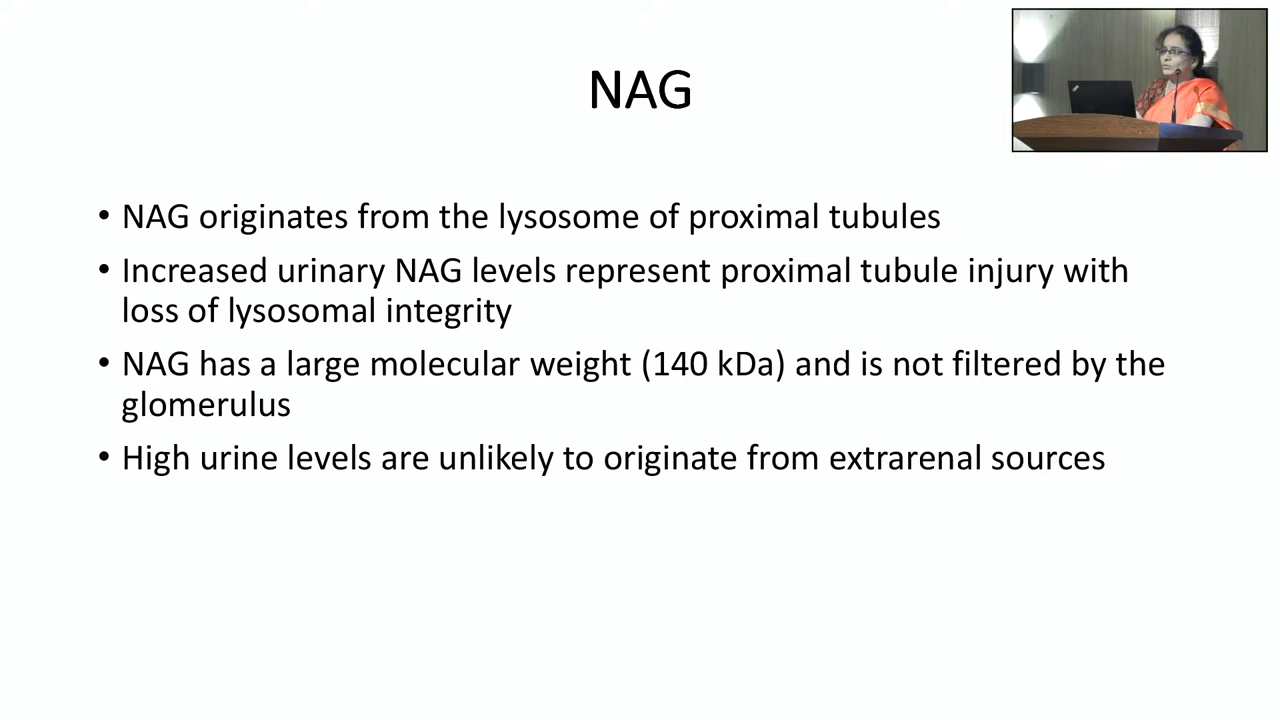 NAG
• NAG originates from the lysosome of proximal tubules
• Increased urinary NAG levels represent proximal tubule injury with
loss of lysosomal integrity
• NAG has a large molecular weight (140 kDa) and is not filtered by the
glomerulus
• High urine levels are unlikely to originate from extrarenal sources